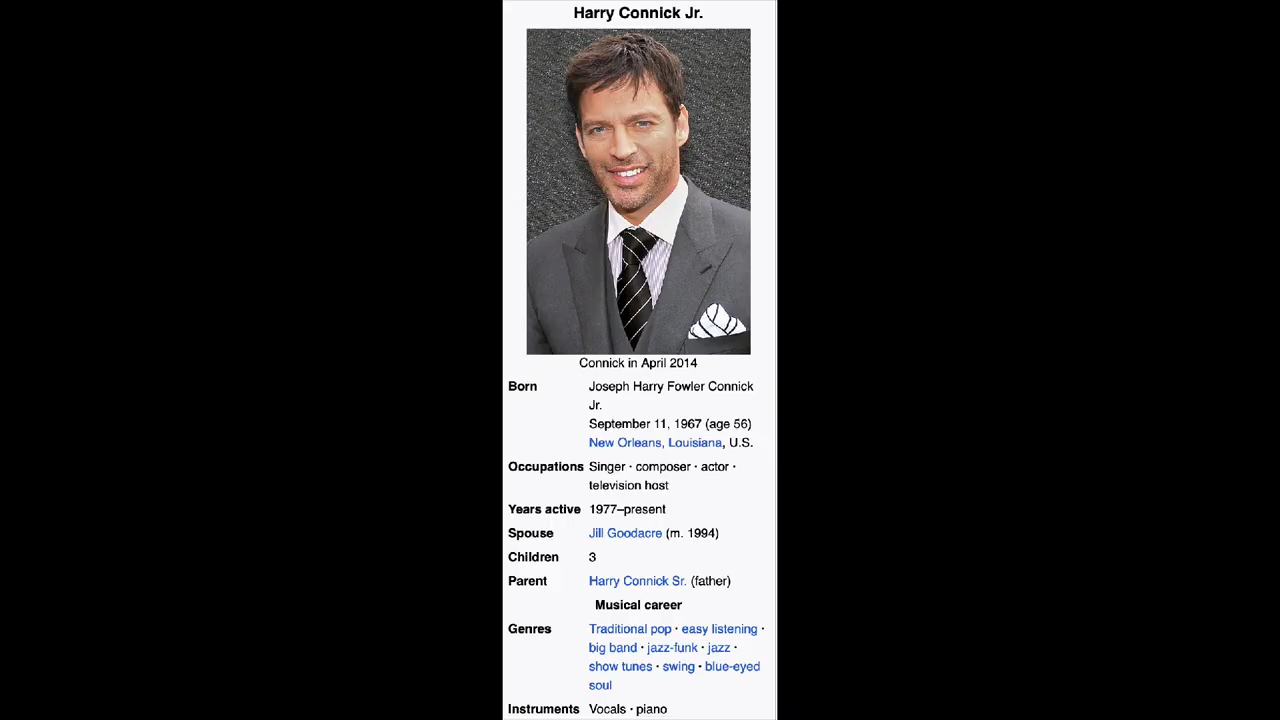 Harry Connick Jr.
Connick in April 2014
Born Joseph Harry Fowler Connick
Jr.
September 11, 1967 (age 56)
New Orleans, Louisiana, U.S.
Occupations Singer · composer · actor ·
television host
Years active 1977–present
Spouse Jill Goodacre (m. 1994)
Children 3
Parent Harry Connick Sr. (father)
Musical career
Genres Traditional pop · easy listening ·
big band · jazz-funk · jazz ·
show tunes · swing · blue-eyed
soul
Instruments Vocals · piano